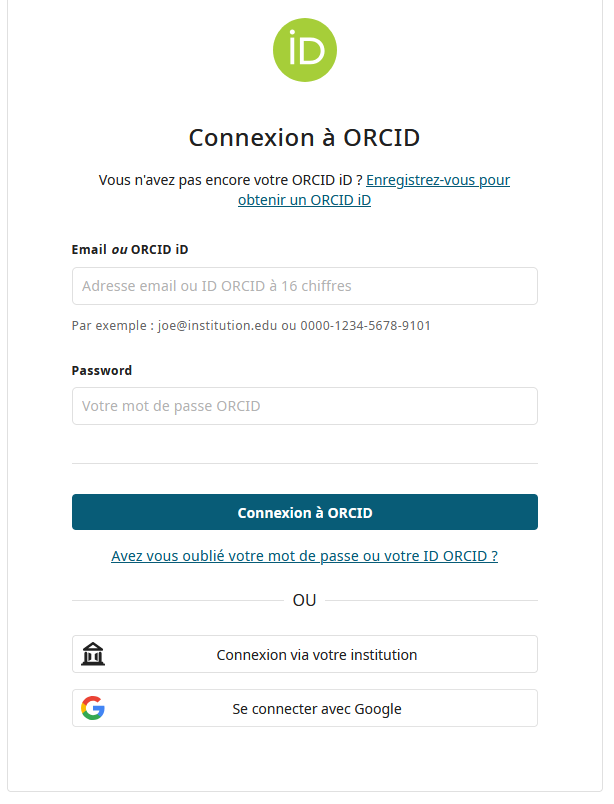 iD
Connexion à ORCID
Vous n'avez pas encore votre ORCID iD ? Enregistrez-vous pour
obtenir un ORCID iD
Email ou ORCID iD
Adresse email ou ID ORCID à 16 chiffres
Par exemple : joe@institution.edu ou 0000-1234-5678-9101
Password
Votre mot de passe ORCID
Connexion à ORCID
Avez vous oublié votre mot de passe ou votre ID ORCID ?
OU
Connexion via votre institution
Se connecter avec Google